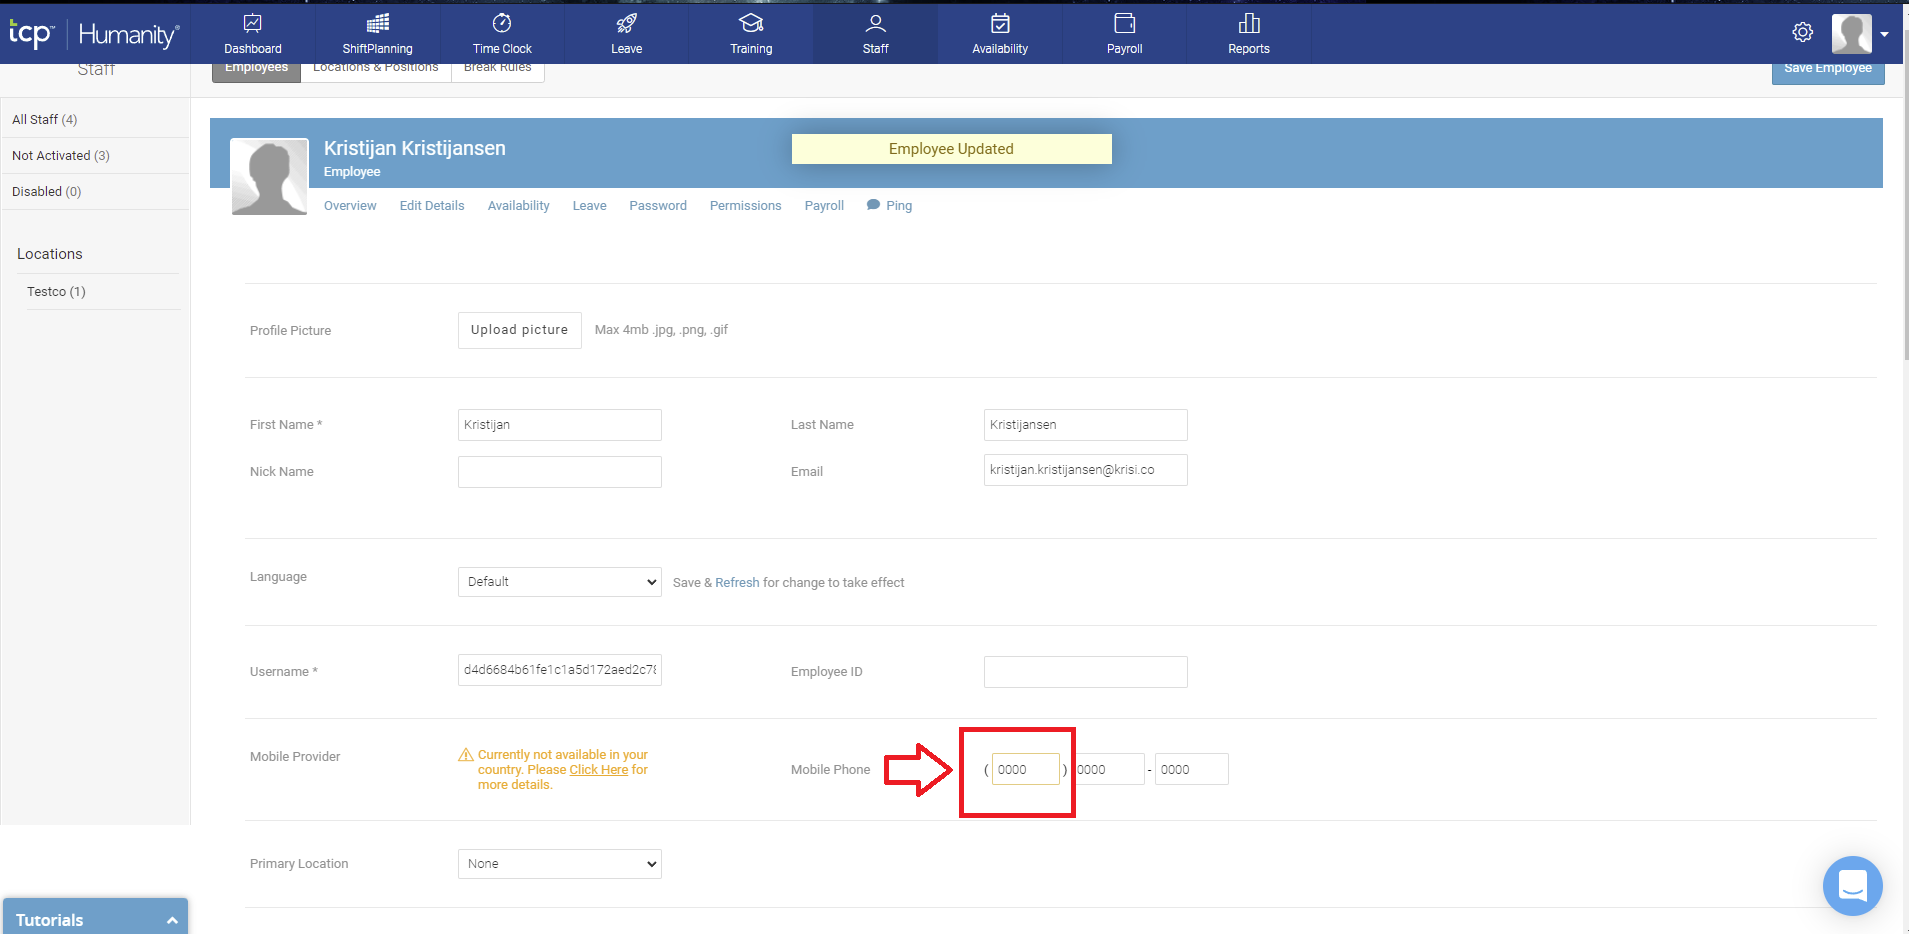 tcp™ Humanity®
Dashboard
ShiftPlanning
Time Clock
Leave
Training
Staff
Availability
Payroll
Reports
Staff
Employees
Locations & Positions
Break Rules
Save Employee
All Staff (4)
Not Activated (3)
Disabled (0)
Locations
Testco (1)
Kristijan Kristijansen
Employee
Employee Updated
Overview
Edit Details
Availability
Leave
Password
Permissions
Payroll
Ping
Profile Picture
Upload picture
Max 4mb .jpg, .png, .gif
First Name *
Kristijan
Last Name
Kristijansen
Nick Name
Email
kristijan.kristijansen@krisi.co
Language
Default
Save & Refresh for change to take effect
Username *
d4d6684b61fe1c1a5d172aed2c78
Employee ID
Mobile Provider
Currently not available in your
country. Please Click Here for
more details.
Mobile Phone
( 0000 ) 0000 - 0000
Primary Location
None
Tutorials